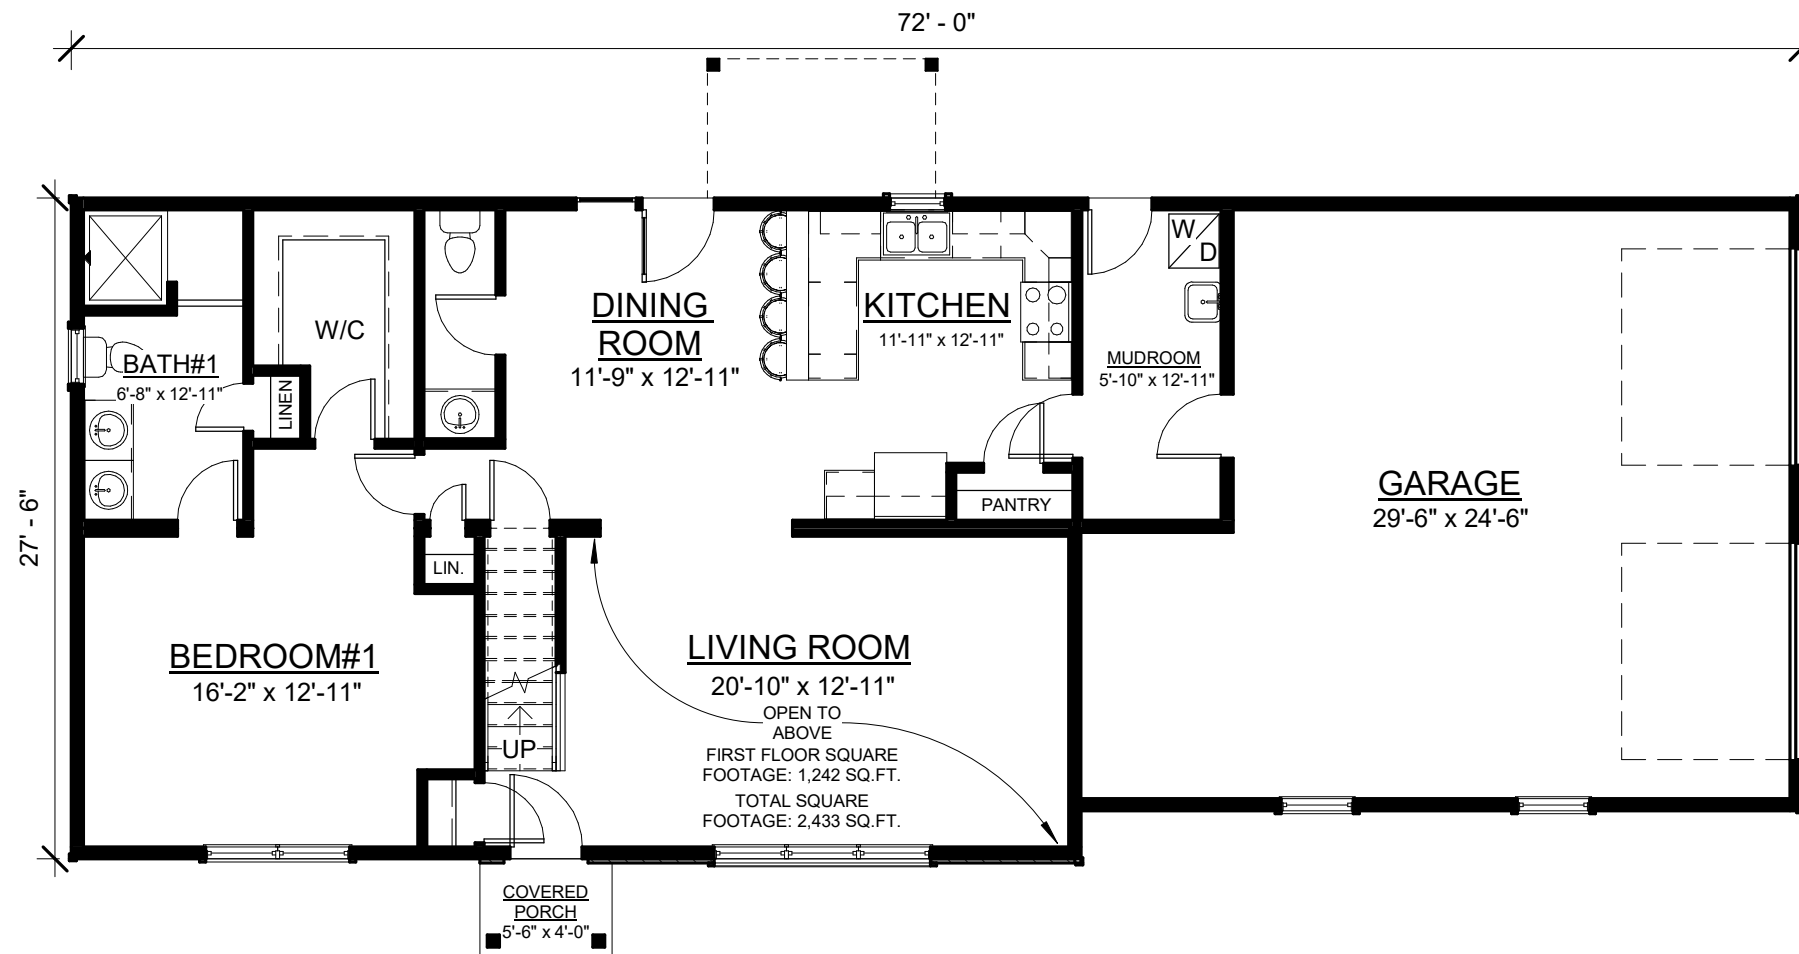 72' - 0"
W
D
DINING
ROOM
11'-9" x 12'-11"
KITCHEN
11'-11" x 12'-11"
W/C
BATH#1
6'-8" x 12'-11"
LINEN
MUDROOM
5'-10" x 12'-11"
PANTRY
GARAGE
29'-6" x 24'-6"
27' - 6"
LIN.
BEDROOM#1
16'-2" x 12'-11"
LIVING ROOM
20'-10" x 12'-11"
OPEN TO
ABOVE
UP
FIRST FLOOR SQUARE
FOOTAGE: 1,242 SQ.FT.
TOTAL SQUARE
FOOTAGE: 2,433 SQ.FT.
COVERED
PORCH
5'-6" x 4'-0"